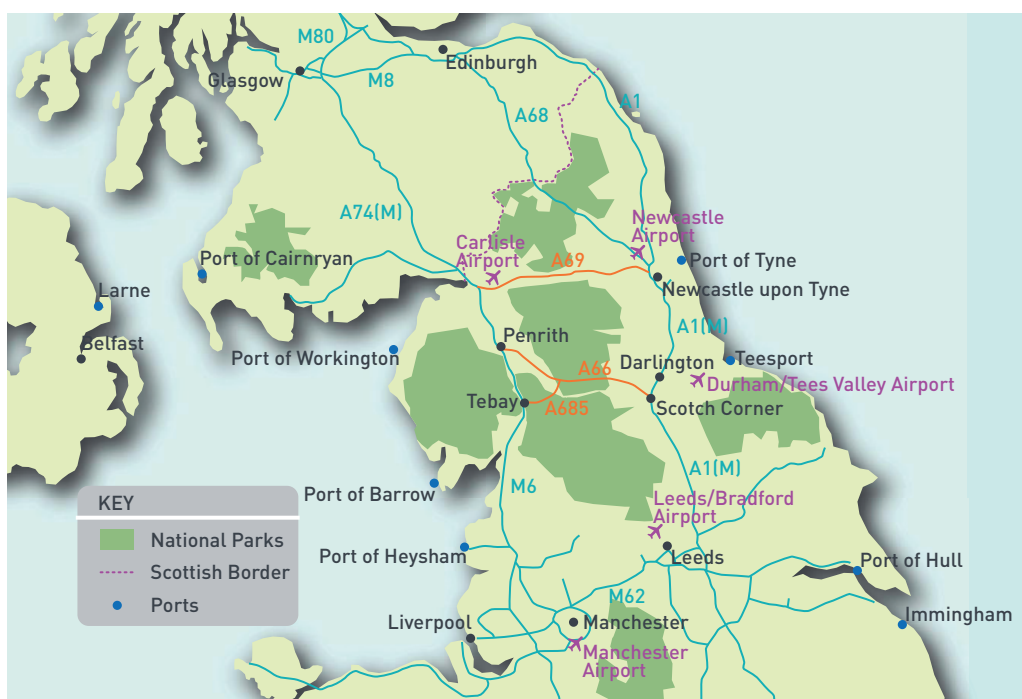 M80
Edinburgh
Glasgow
M8
A1
A68
A74(M)
Newcastle
Airport
Carlisle
Airport
A69
Port of Cairnryan
Port of Tyne
Larne
Newcastle upon Tyne
A1(M)
Belfast
Port of Workington
Penrith
Darlington
Teesport
A66
Durham/Tees Valley Airport
Tebay
A685
Scotch Corner
A1(M)
M6
Port of Barrow
Leeds/Bradford
Airport
KEY
National Parks
Scottish Border
Ports
Port of Heysham
Leeds
Port of Hull
M62
Immingham
Liverpool
Manchester
Manchester
Airport